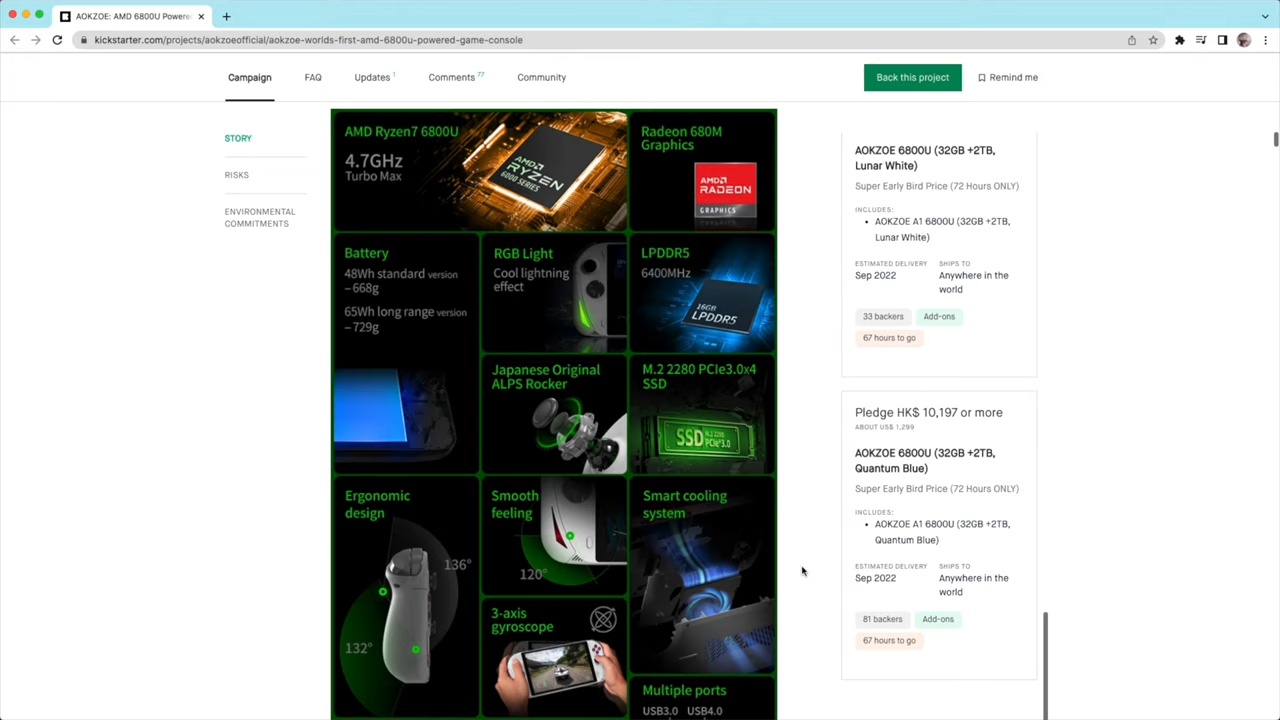 AOKZOE: AMD 6800U Powere
kickstarter.com/projects/aokzoeofficial/aokzoe-worlds-first-amd-6800u-powered-game-console
Campaign
FAQ
Updates 1
Comments 77
Community
Back this project
Remind me
STORY
RISKS
ENVIRONMENTAL
COMMITMENTS
AMD Ryzen7 6800U
4.7GHz
Turbo Max
AMD
RYZEN
6000 SERIES
Radeon 680M
Graphics
AMD
RADEON
GRAPHICS
Battery
48Wh standard version
–668g
65Wh long range version
–729g
RGB Light
Cool lightning
effect
LPDDR5
6400MHz
16GB
LPDDR5
Japanese Original
ALPS Rocker
M.2 2280 PCIe3.0x4
SSD
SSD M.2 2280
PCIe3.0
Ergonomic
design
136°
132°
Smooth
feeling
120°
Smart cooling
system
3-axis
gyroscope
Multiple ports
USB3.0 USB4.0
AOKZOE 6800U (32GB +2TB,
Lunar White)
Super Early Bird Price (72 Hours ONLY)
INCLUDES:
• AOKZOE A1 6800U (32GB +2TB,
Lunar White)
ESTIMATED DELIVERY SHIPS TO
Sep 2022 Anywhere in the
world
33 backers Add-ons
67 hours to go
Pledge HK$ 10,197 or more
ABOUT US$ 1,299
AOKZOE 6800U (32GB +2TB,
Quantum Blue)
Super Early Bird Price (72 Hours ONLY)
INCLUDES:
• AOKZOE A1 6800U (32GB +2TB,
Quantum Blue)
ESTIMATED DELIVERY SHIPS TO
Sep 2022 Anywhere in the
world
81 backers Add-ons
67 hours to go